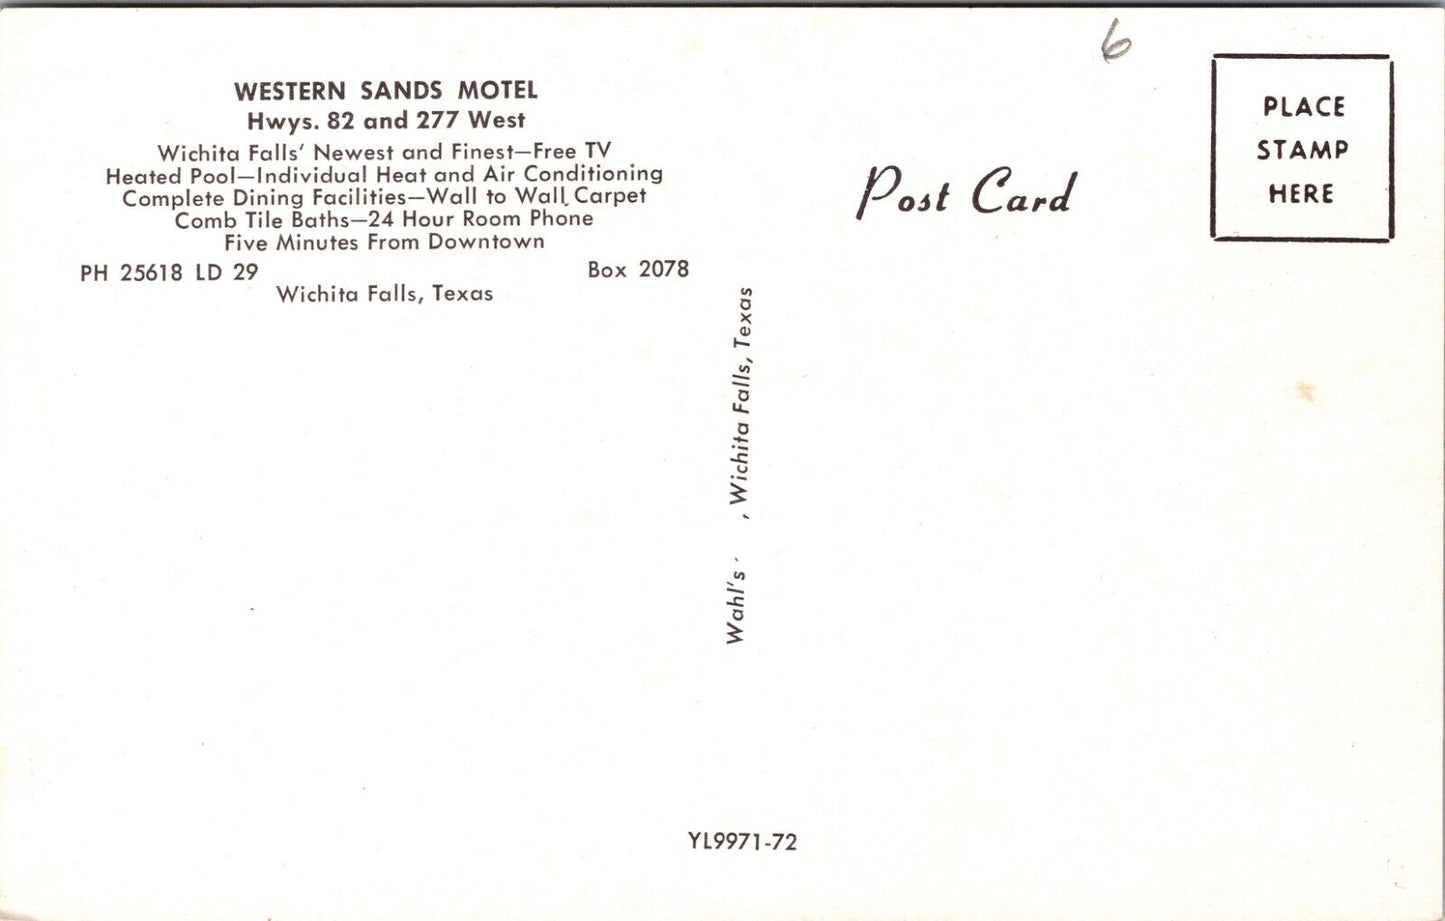 6
WESTERN SANDS MOTEL
Hwys. 82 and 277 West
Wichita Falls' Newest and Finest—Free TV
Heated Pool—Individual Heat and Air Conditioning
Complete Dining Facilities—Wall to Wall Carpet
Comb Tile Baths—24 Hour Room Phone
Five Minutes From Downtown
PH 25618 LD 29 Box 2078
Wichita Falls, Texas
Wahl's , Wichita Falls, Texas
Post Card
PLACE
STAMP
HERE
YL9971-72